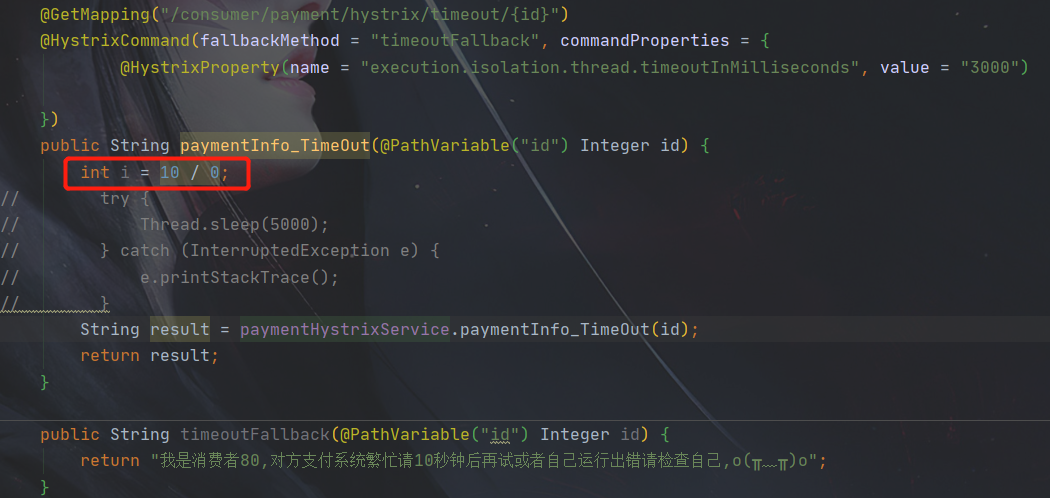 @GetMapping("/consumer/payment/hystrix/timeout/{id}")
@HystrixCommand(fallbackMethod = "timeoutFallback", commandProperties = {
        @HystrixProperty(name = "execution.isolation.thread.timeoutInMilliseconds", value = "3000")
})
public String paymentInfo_TimeOut(@PathVariable("id") Integer id) {
    int i = 10 / 0;
//        try {
//            Thread.sleep(5000);
//        } catch (InterruptedException e) {
//            e.printStackTrace();
//        }
    String result = paymentHystrixService.paymentInfo_TimeOut(id);
    return result;
}
public String timeoutFallback(@PathVariable("id") Integer id) {
    return "我是消费者80,对方支付系统繁忙请10秒钟后再试或者自己运行出错请检查自己,o(╥﹏╥)o";
}